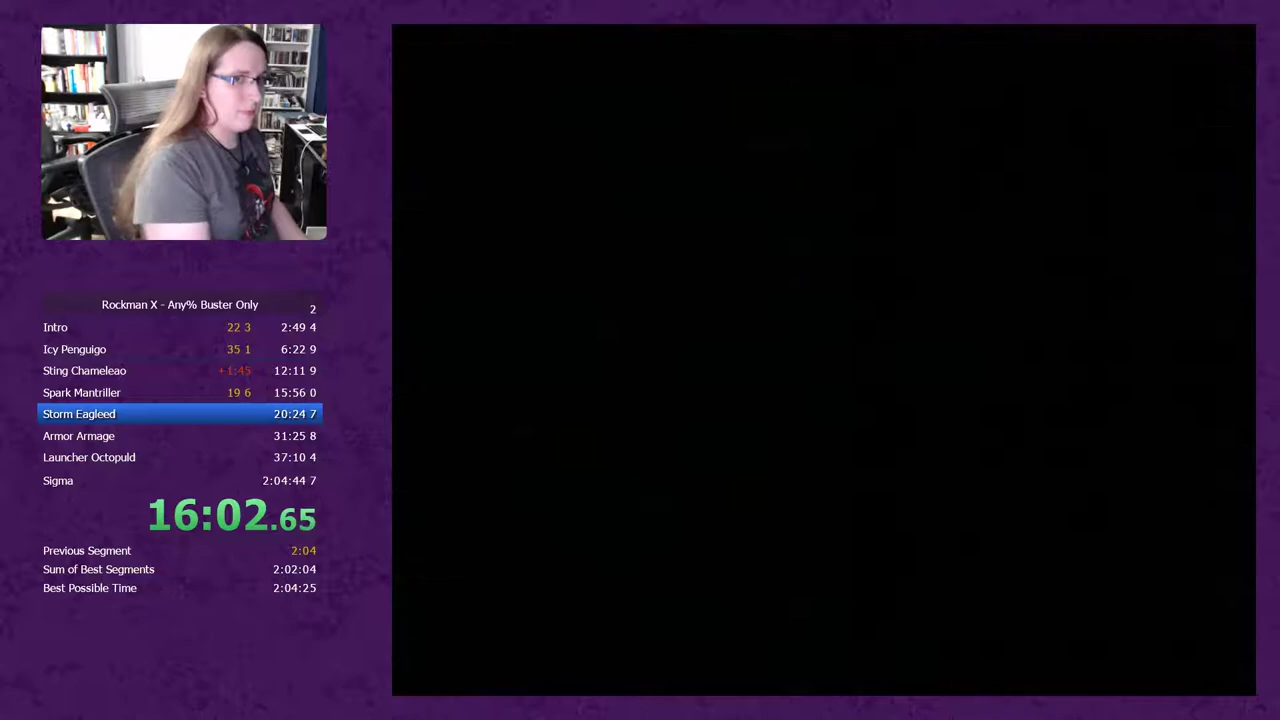 Rockman X - Any% Buster Only
2
Intro 22 3 2:49 4
Icy Penguigo 35 1 6:22 9
Sting Chameleao +1:45 12:11 9
Spark Mantriller 19 6 15:56 0
Storm Eagleed 20:24 7
Armor Armage 31:25 8
Launcher Octopuld 37:10 4
Sigma 2:04:44 7
16:02.65
Previous Segment 2:04
Sum of Best Segments 2:02:04
Best Possible Time 2:04:25